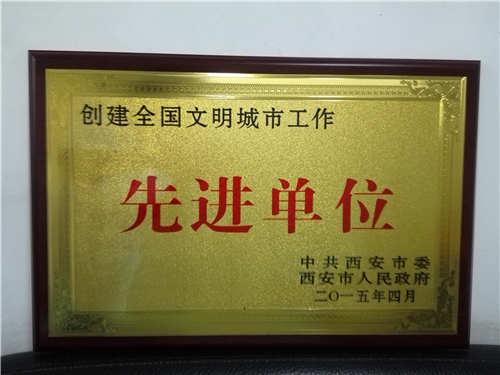 创建全国文明城市工作
先进单位
中共西安市委
西安市人民政府
二〇一五年四月